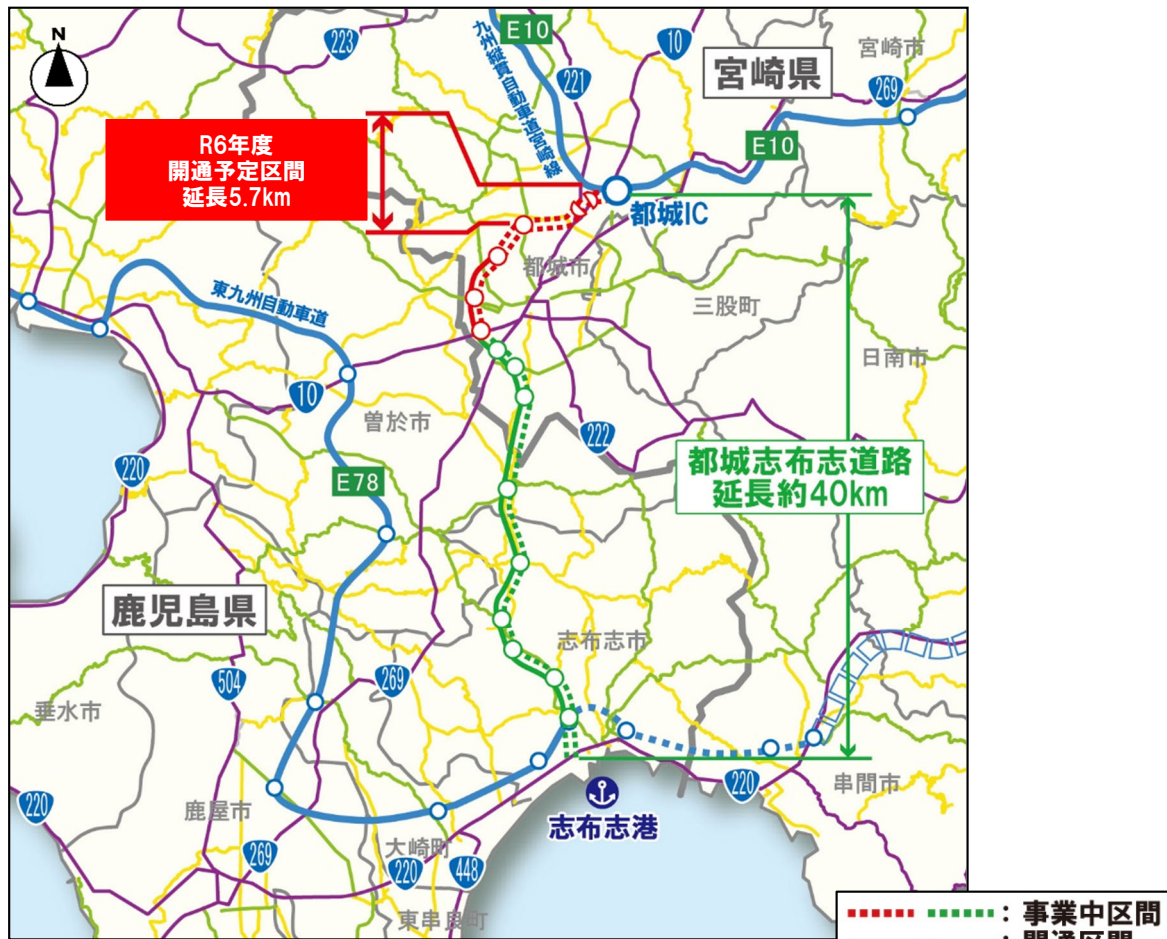 N
223
E10
10
宮崎市
九州縦貫自動車道宮崎線
221
宮崎県
269
R6年度
開通予定区間
延長5.7km
E10
都城IC
都城市
東九州自動車道
三股町
日南市
10
曽於市
222
220
E78
都城志布志道路
延長約40km
鹿児島県
志布志市
504
269
垂水市
220
串間市
220
鹿屋市
志布志港
大崎町
269
220
448
東串良町
：事業中区間
：開通区間